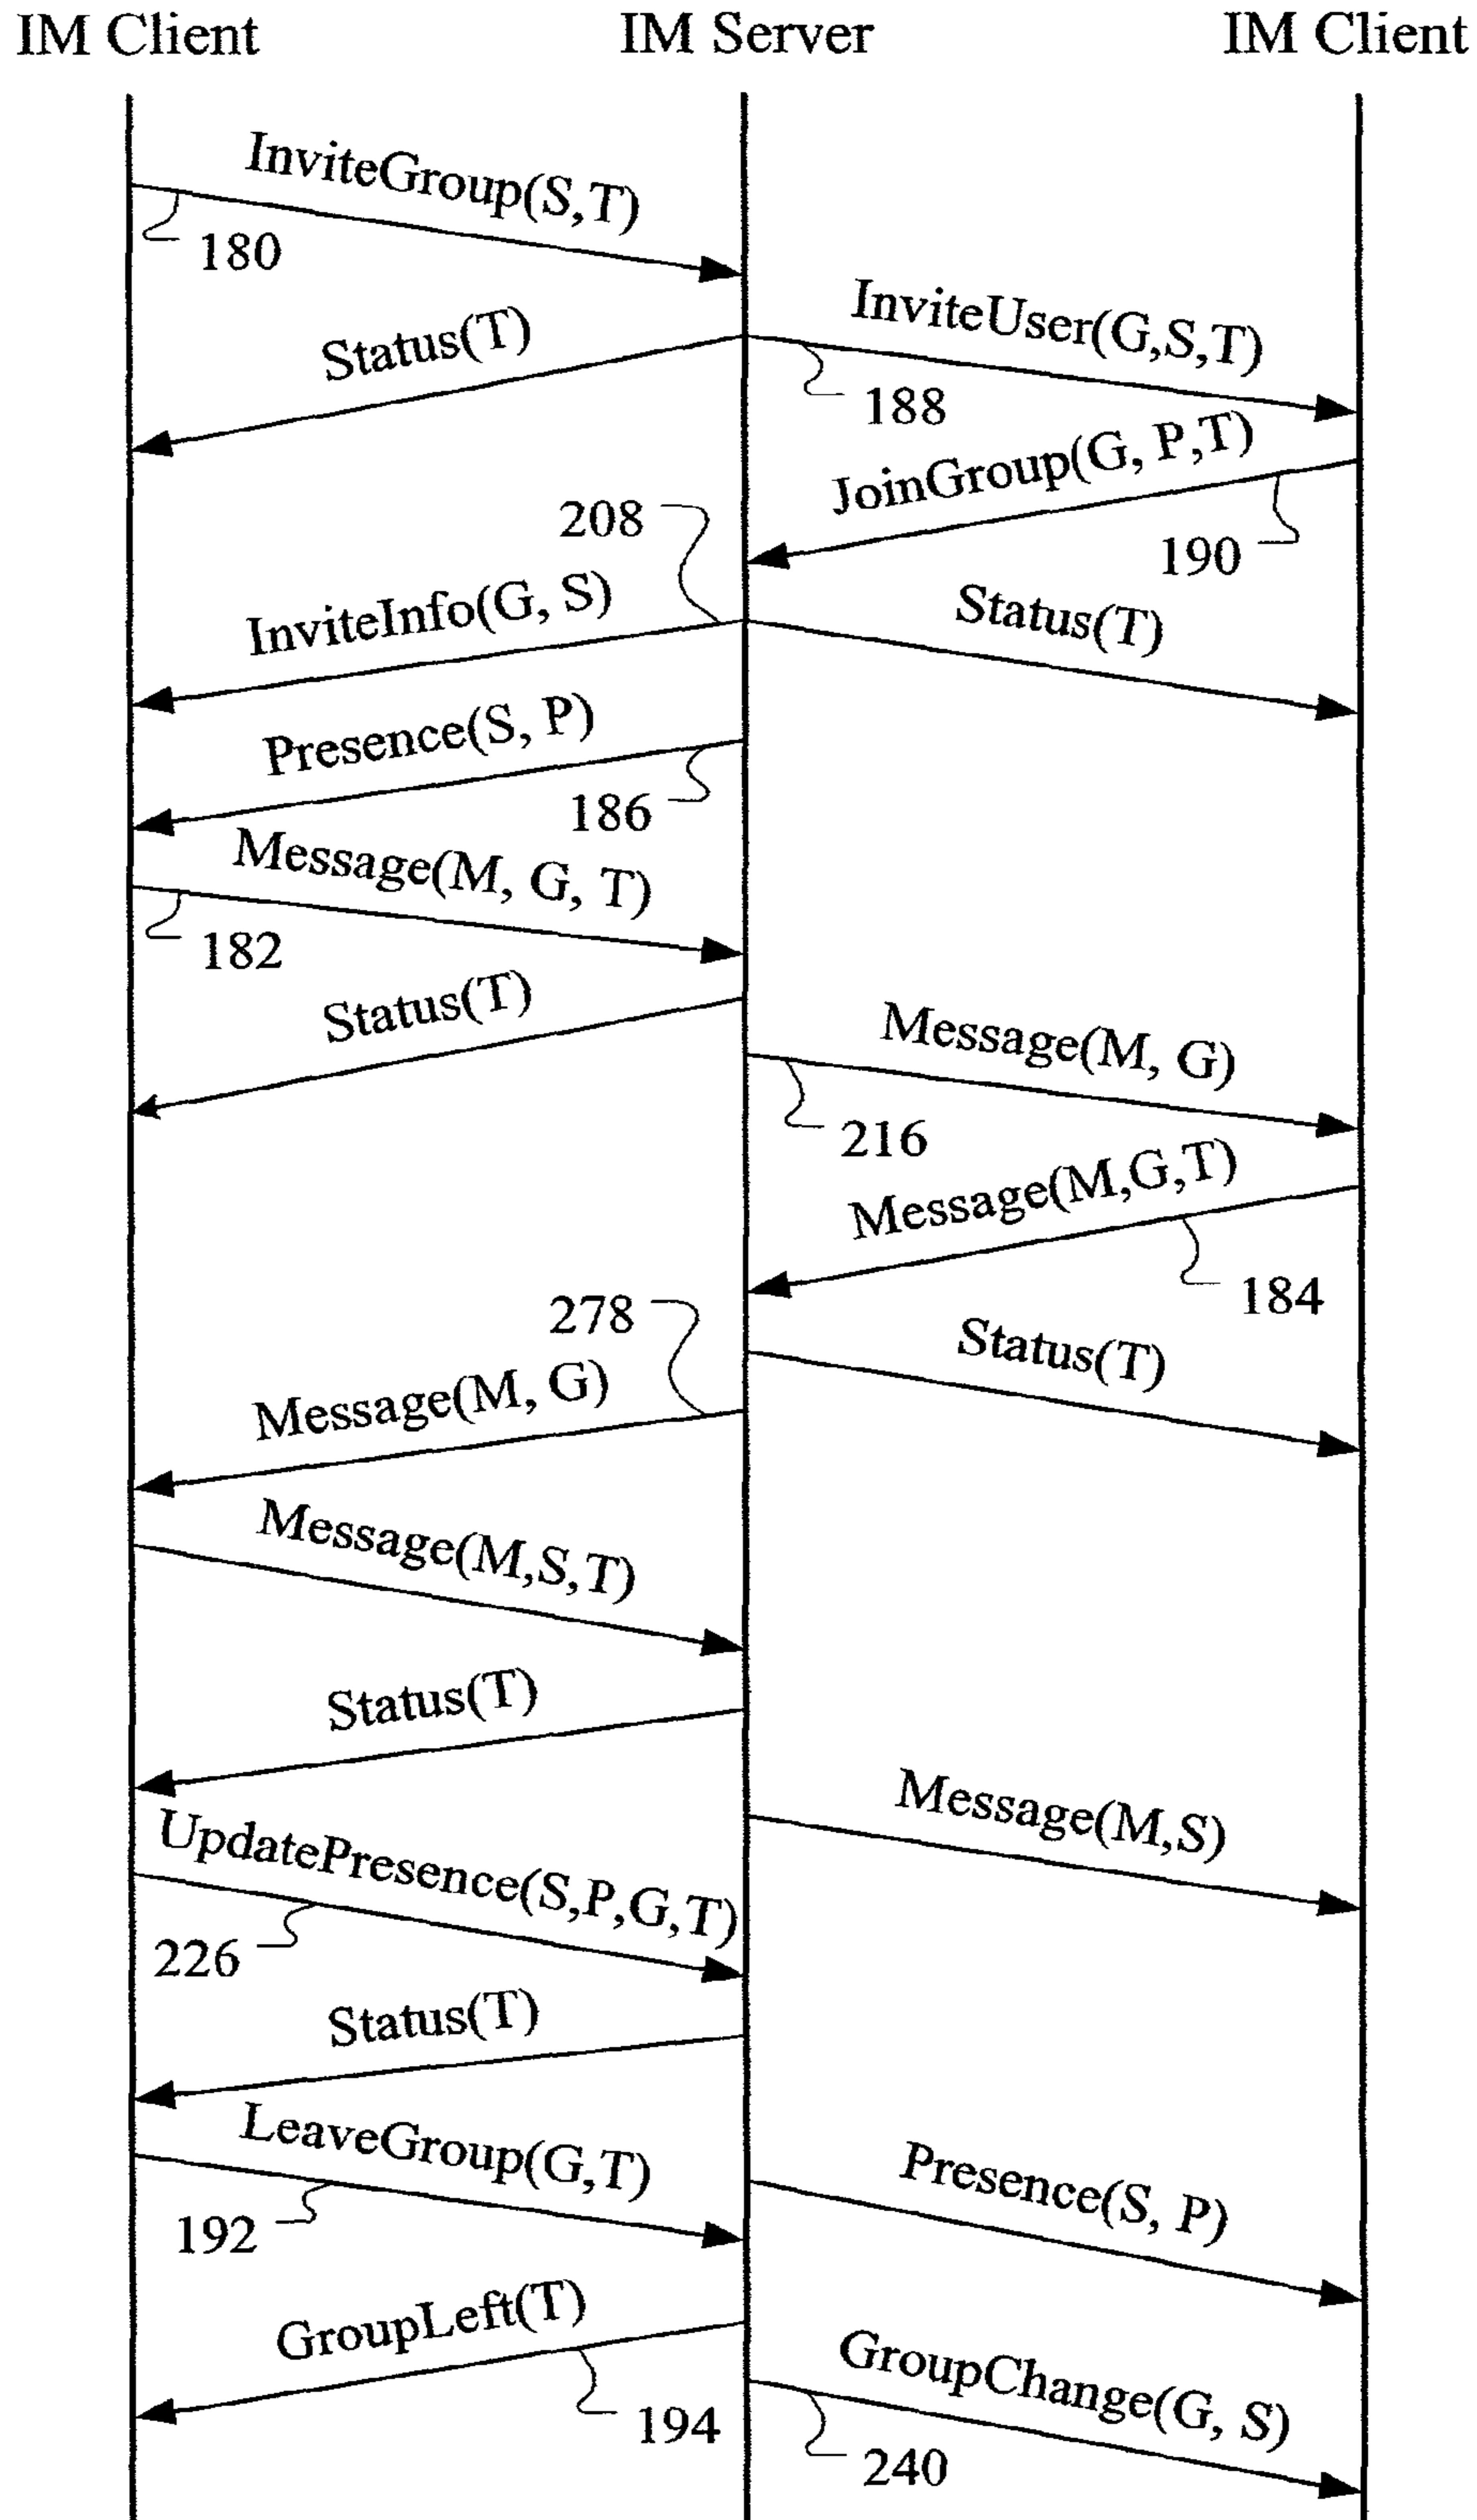 IM Client IM Server IM Client
InviteGroup(S,T)
180
InviteUser(G,S,T)
Status(T)
188
JoinGroup(G, P,T)
208
190
InviteInfo(G, S)
Status(T)
Presence(S, P)
186
Message(M, G, T)
182
Status(T)
Message(M, G)
216
Message(M,G,T)
184
278
Status(T)
Message(M, G)
Message(M,S,T)
Status(T)
Message(M,S)
UpdatePresence(S,P,G,T)
226
Status(T)
LeaveGroup(G,T)
Presence(S, P)
192
GroupLeft(T)
GroupChange(G, S)
194
240